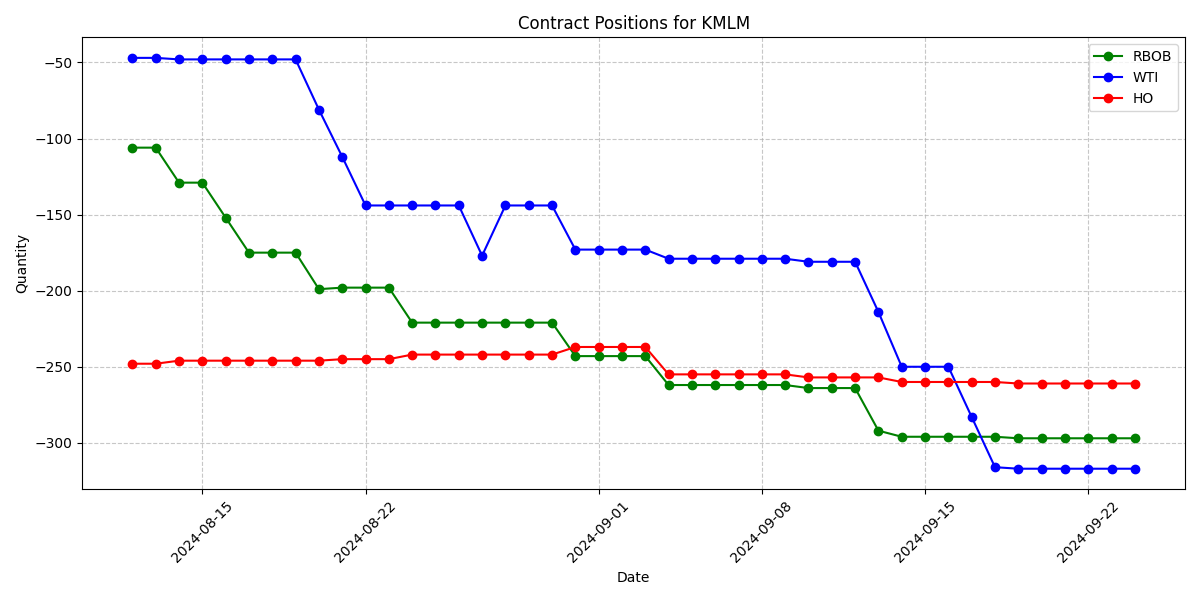 Contract Positions for KMLM
RBOB
WTI
HO
Quantity
−50
−100
−150
−200
−250
−300
2024-08-15
2024-08-22
2024-09-01
2024-09-08
2024-09-15
2024-09-22
Date